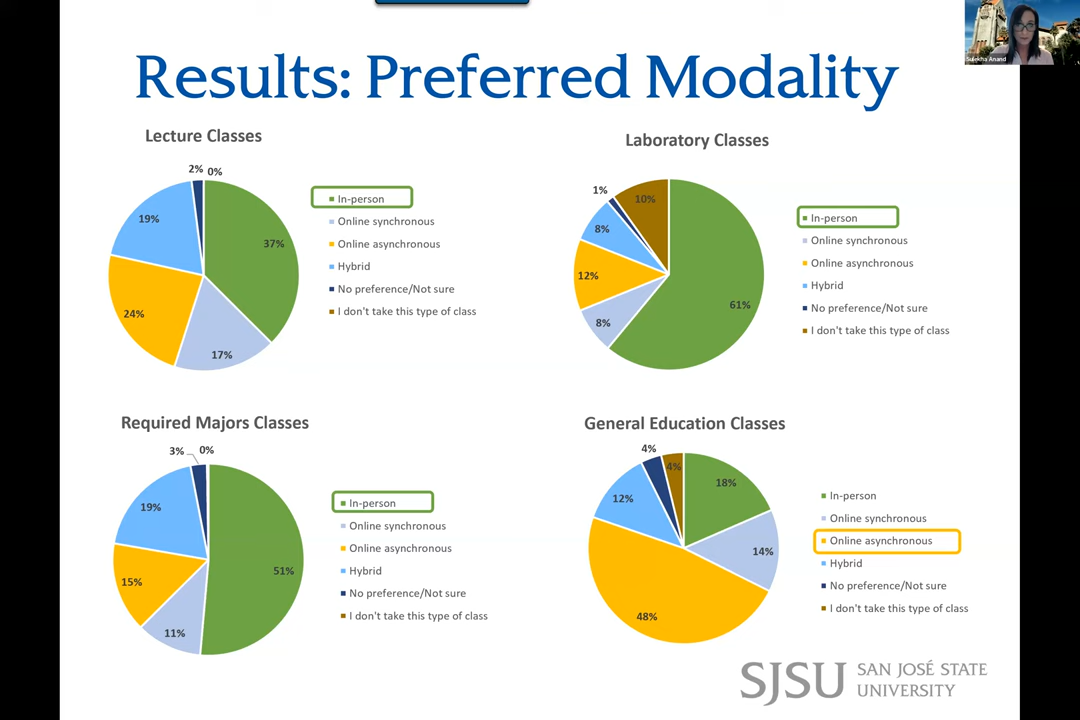 Sulekha Anand
Results: Preferred Modality
Lecture Classes
2%
0%
19%
37%
24%
17%
In-person
Online synchronous
Online asynchronous
Hybrid
No preference/Not sure
I don't take this type of class
Laboratory Classes
1%
10%
8%
12%
61%
8%
In-person
Online synchronous
Online asynchronous
Hybrid
No preference/Not sure
I don't take this type of class
Required Majors Classes
3%
0%
19%
15%
51%
11%
In-person
Online synchronous
Online asynchronous
Hybrid
No preference/Not sure
I don't take this type of class
General Education Classes
4%
4%
18%
12%
14%
48%
In-person
Online synchronous
Online asynchronous
Hybrid
No preference/Not sure
I don't take this type of class
SJSU
SAN JOSÉ STATE
UNIVERSITY